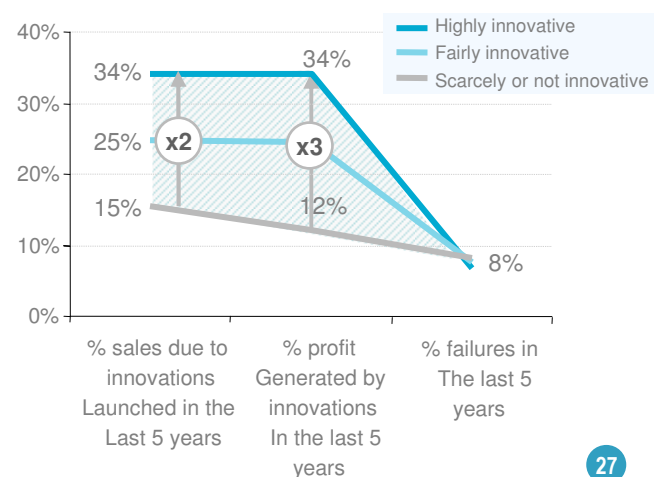 Highly innovative
Fairly innovative
Scarcely or not innovative
40%
34%
34%
30%
25%
x2
x3
20%
15%
12%
10%
8%
0%
% sales due to
innovations
Launched in the
Last 5 years
% profit
Generated by
innovations
In the last 5
years
% failures in
The last 5
years
27